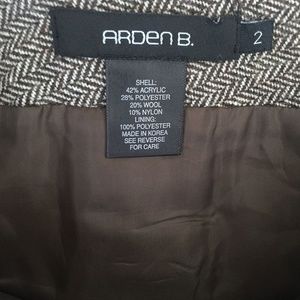 ARDEN B.
2
SHELL:
42% ACRYLIC
28% POLYESTER
20% WOOL
10% NYLON
LINING:
100% POLYESTER
MADE IN KOREA
SEE REVERSE
FOR CARE